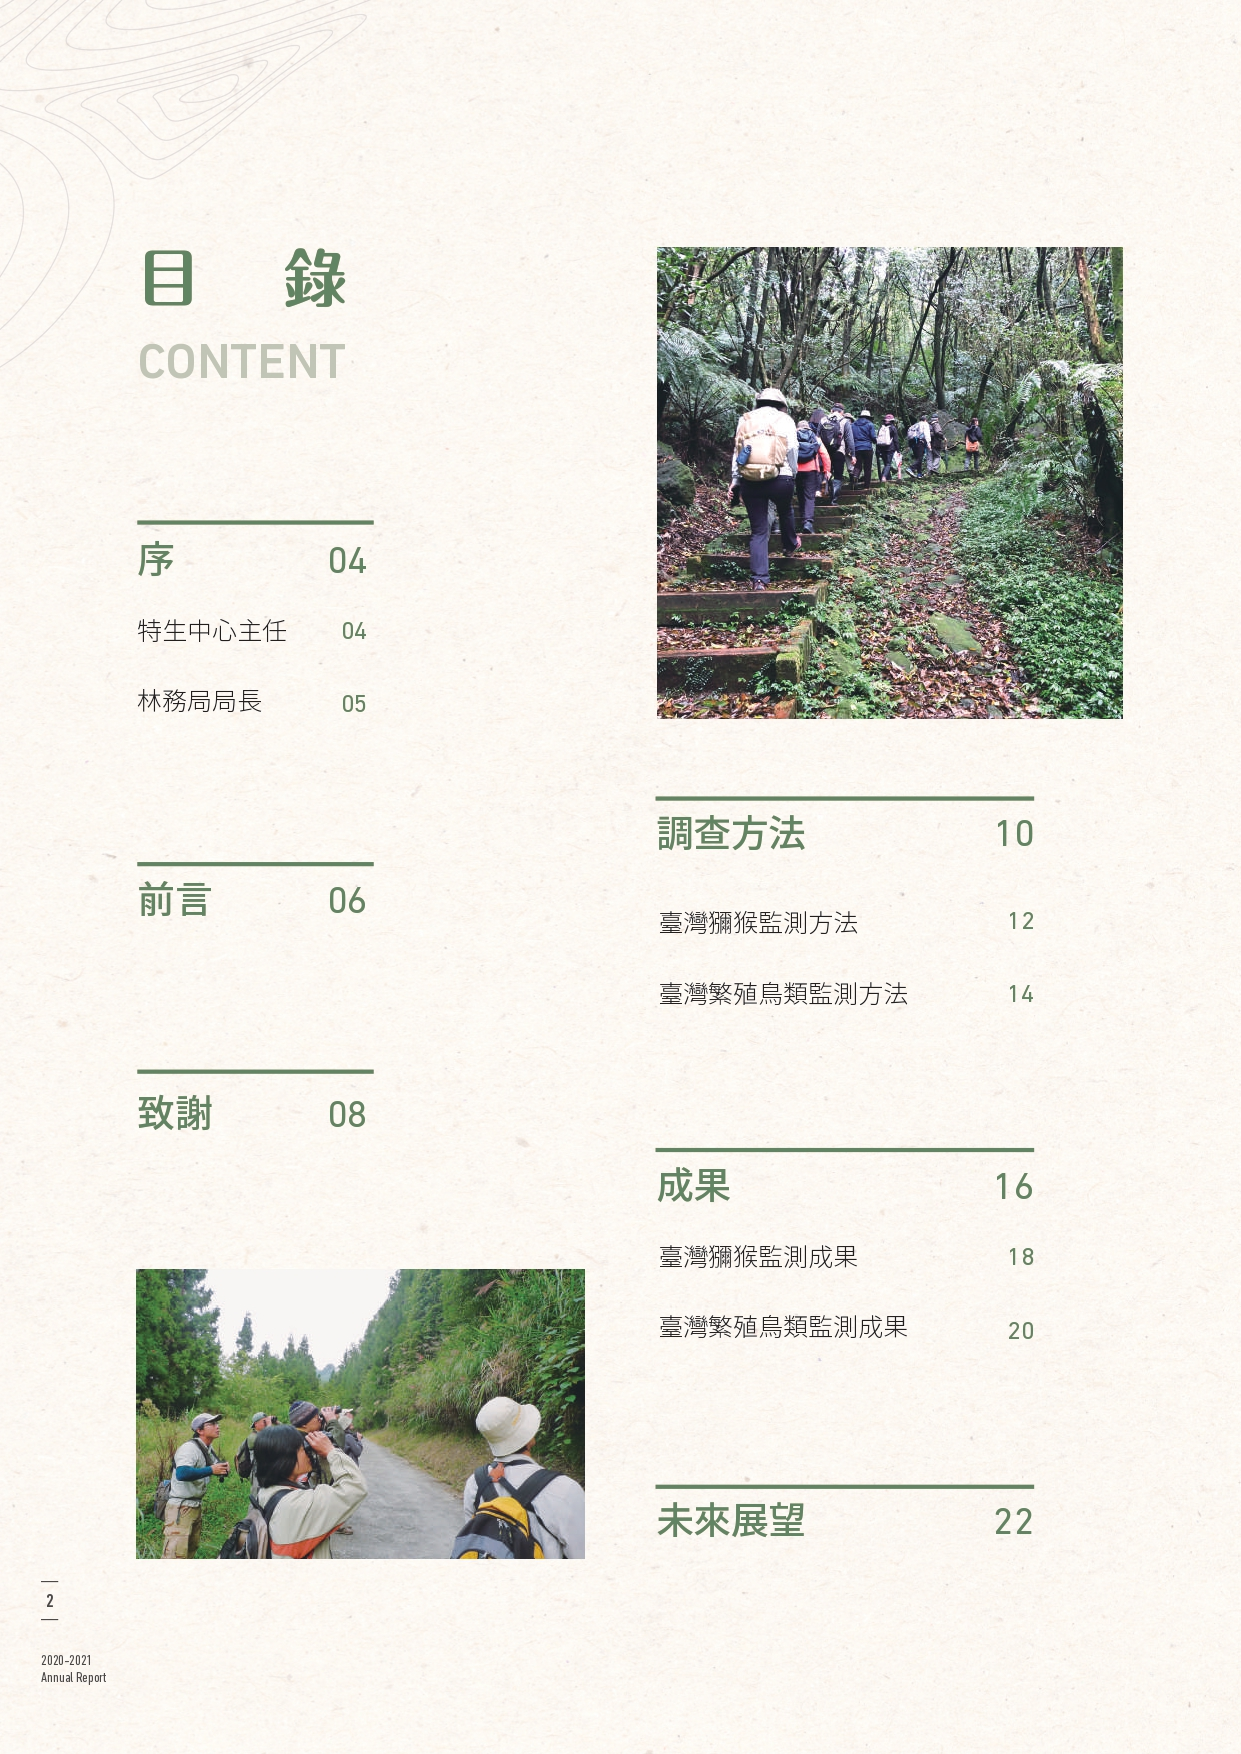 目 錄
CONTENT
序 04
特生中心主任 04
林務局局長 05
前言 06
致謝 08
調查方法 10
臺灣獼猴監測方法 12
臺灣繁殖鳥類監測方法 14
成果 16
臺灣獼猴監測成果 18
臺灣繁殖鳥類監測成果 20
未來展望 22
2
2020-2021
Annual Report